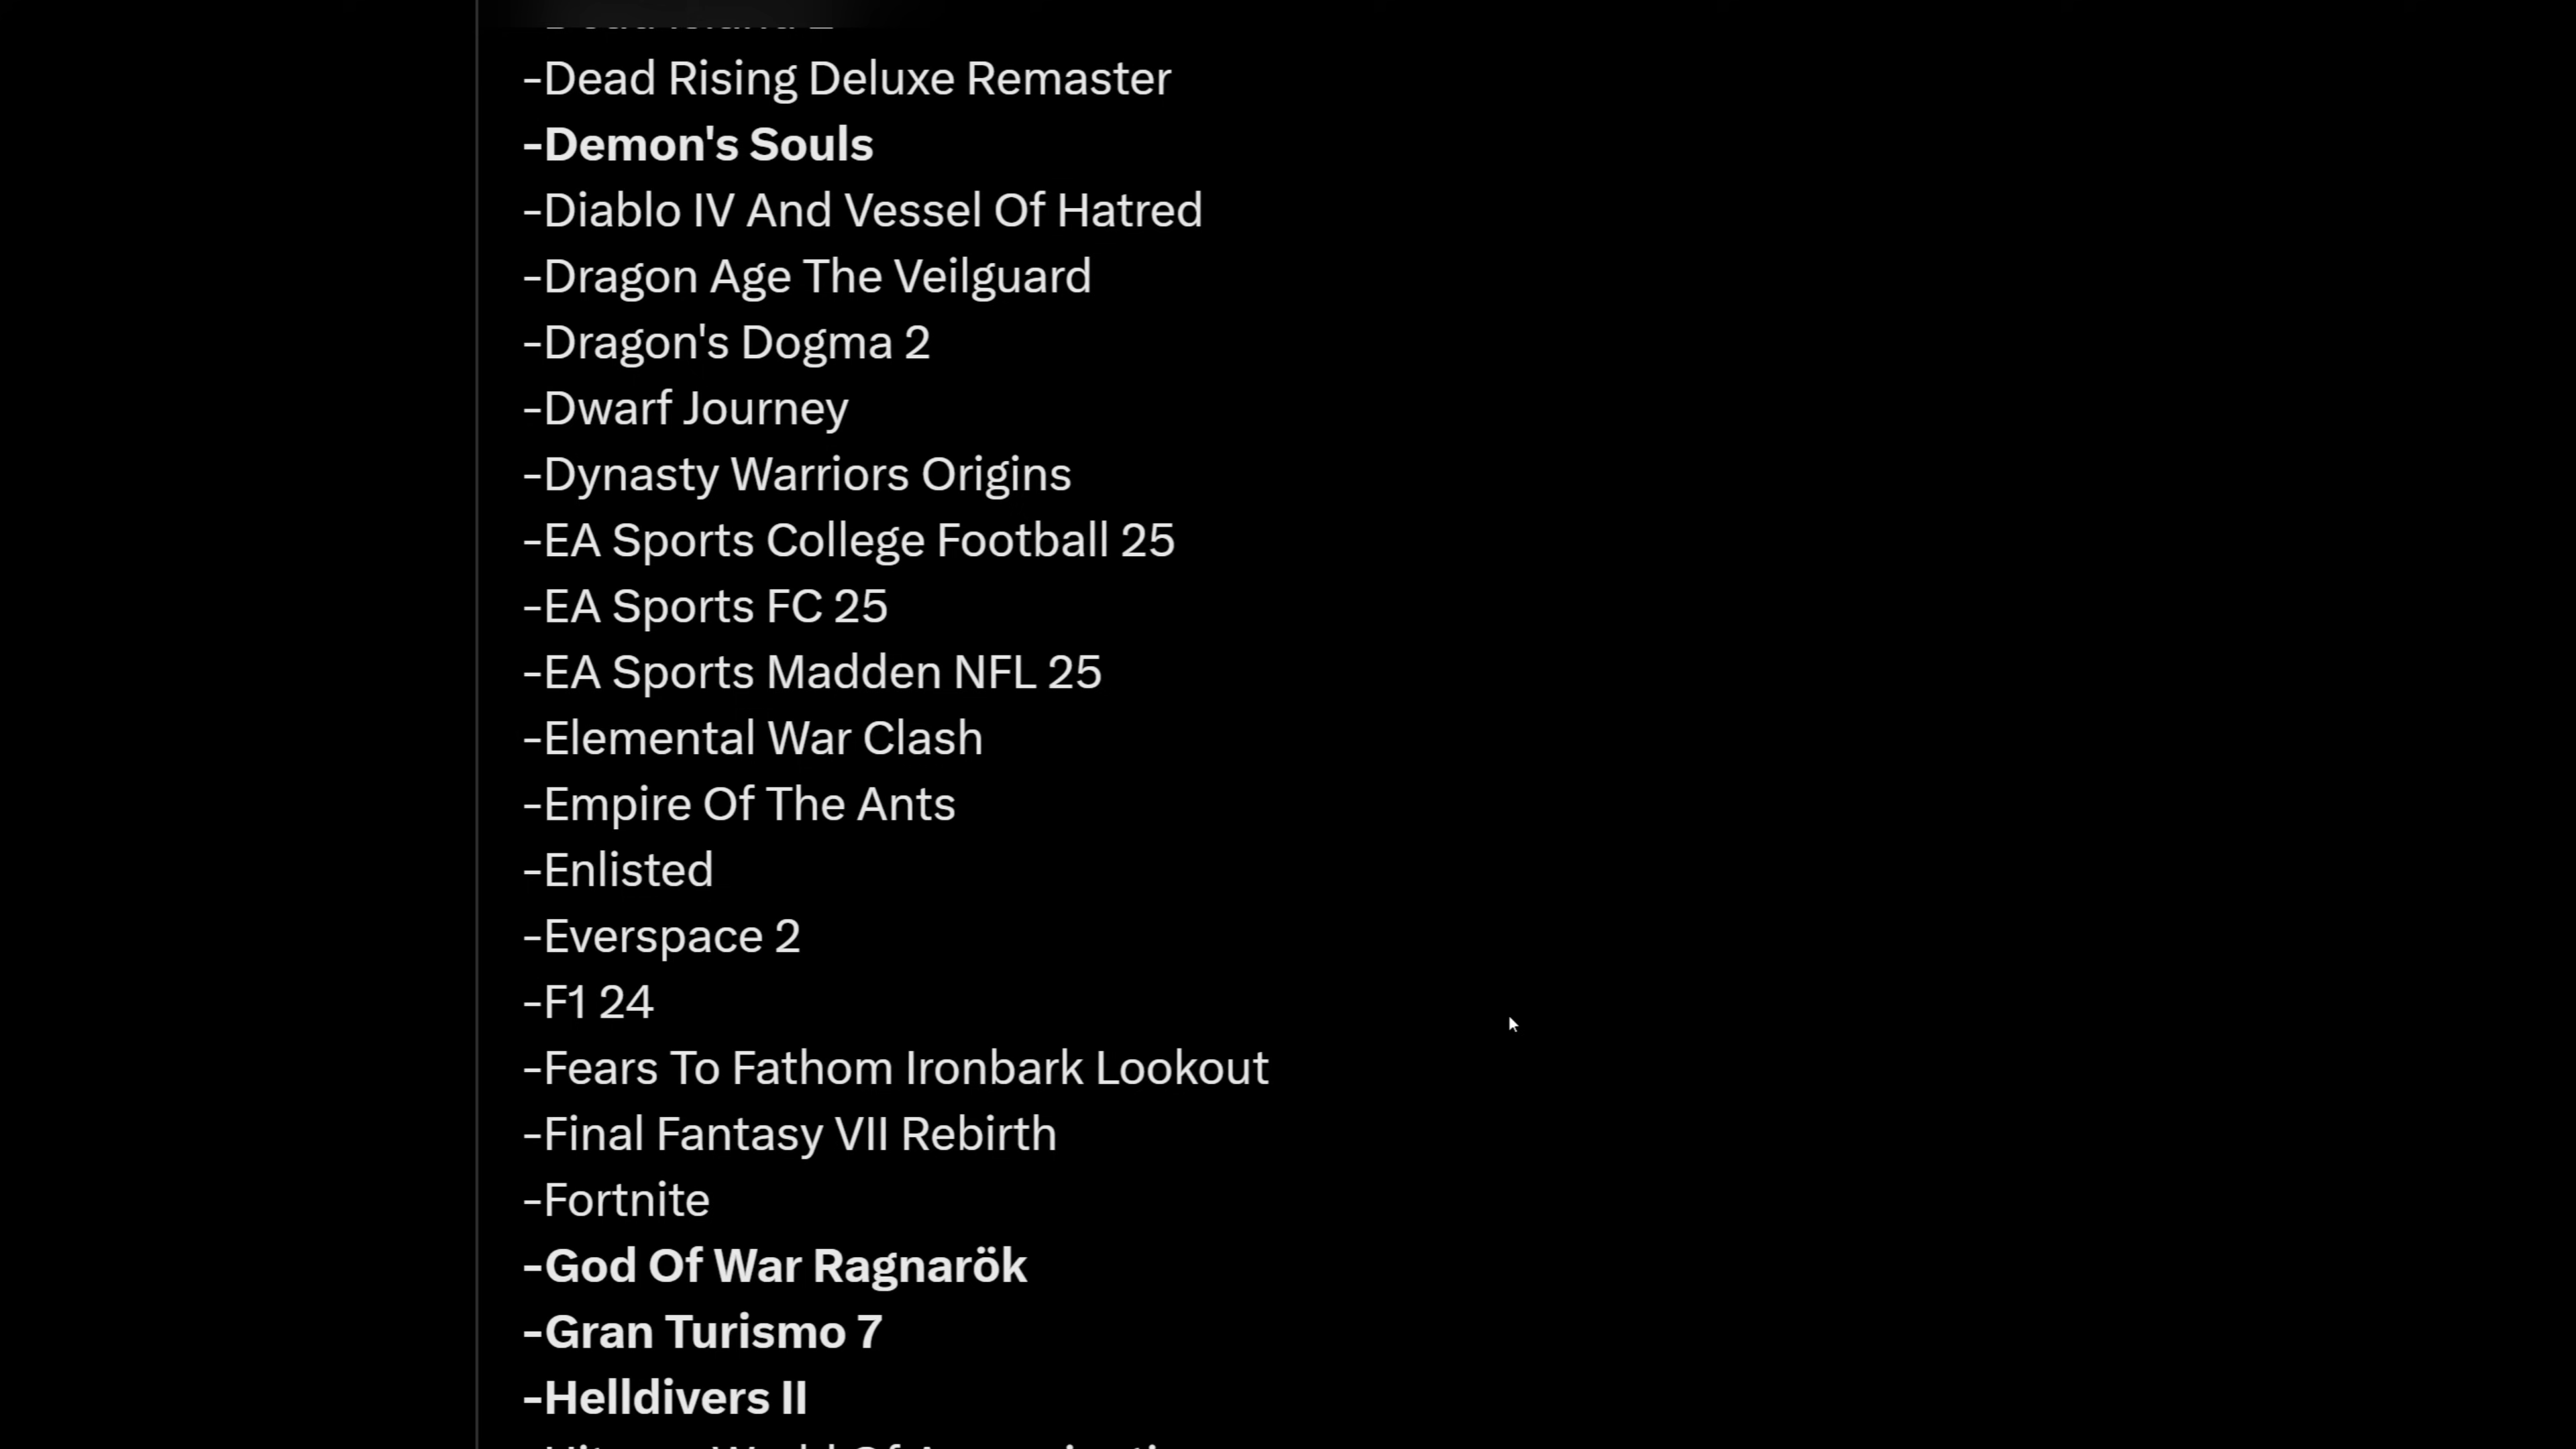 -Dead Rising Deluxe Remaster
-Demon's Souls
-Diablo IV And Vessel Of Hatred
-Dragon Age The Veilguard
-Dragon's Dogma 2
-Dwarf Journey
-Dynasty Warriors Origins
-EA Sports College Football 25
-EA Sports FC 25
-EA Sports Madden NFL 25
-Elemental War Clash
-Empire Of The Ants
-Enlisted
-Everspace 2
-F1 24
-Fears To Fathom Ironbark Lookout
-Final Fantasy VII Rebirth
-Fortnite
-God Of War Ragnarök
-Gran Turismo 7
-Helldivers II